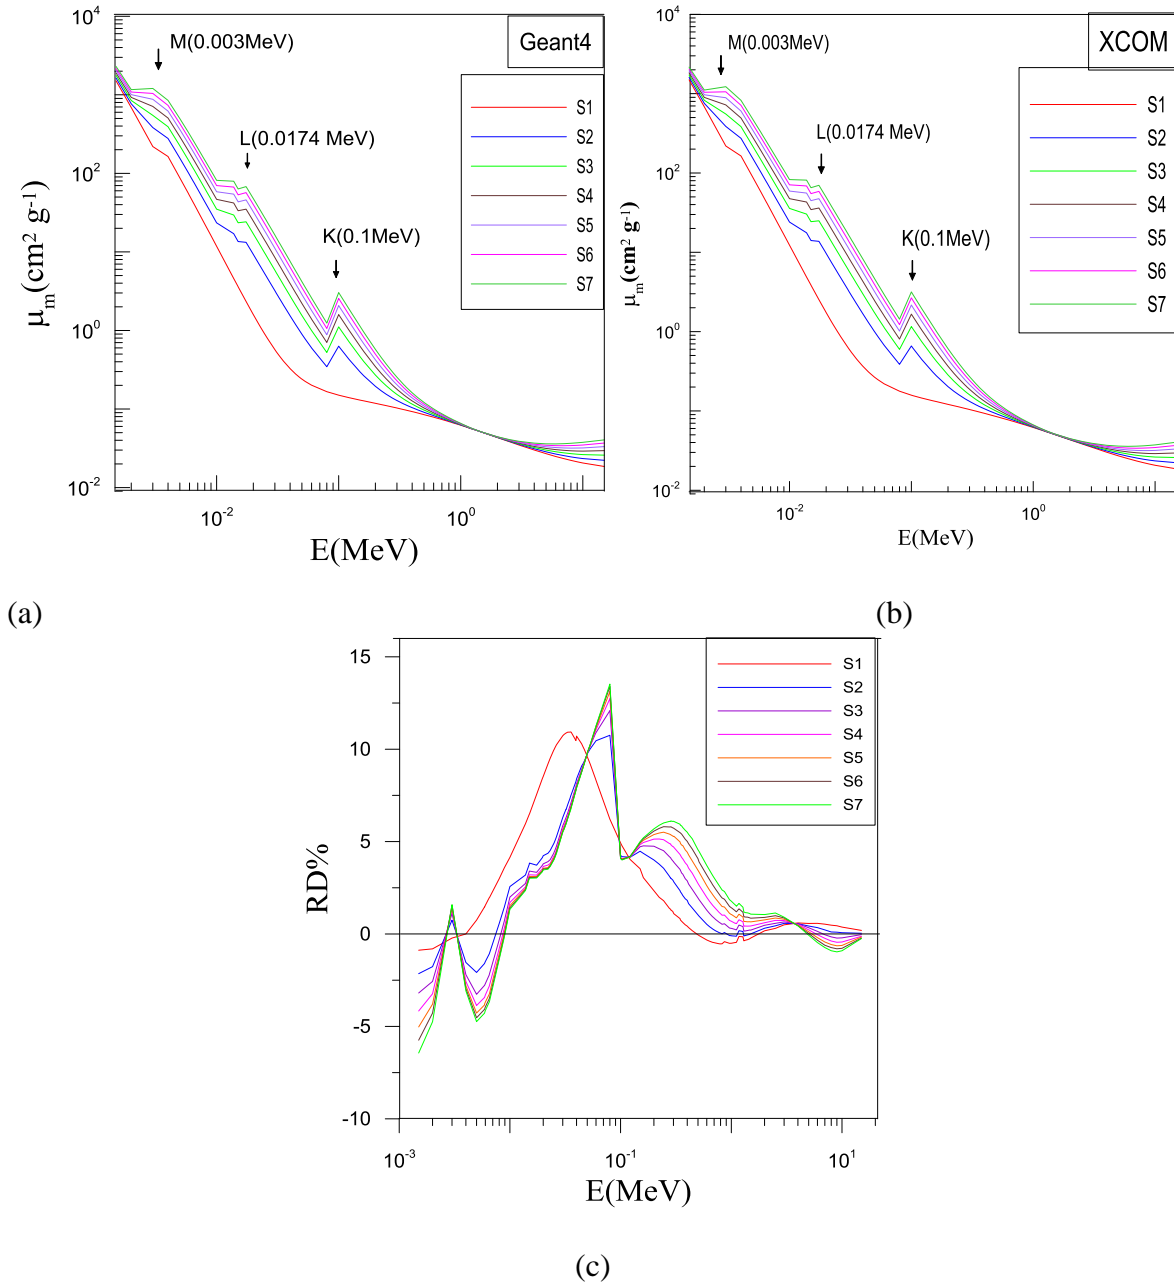 10⁴
10²
10⁰
10⁻²
μₘ(cm² g⁻¹)
M(0.003MeV)
L(0.0174 MeV)
K(0.1MeV)
Geant4
S1
S2
S3
S4
S5
S6
S7
10⁻²
10⁰
E(MeV)
(a)
10⁴
10²
10⁰
10⁻²
μₘ(cm² g⁻¹)
M(0.003MeV)
L(0.0174 MeV)
K(0.1MeV)
XCOM
S1
S2
S3
S4
S5
S6
S7
10⁻²
10⁰
E(MeV)
(b)
15
10
5
0
-5
-10
RD%
S1
S2
S3
S4
S5
S6
S7
10⁻³
10⁻¹
10¹
E(MeV)
(c)